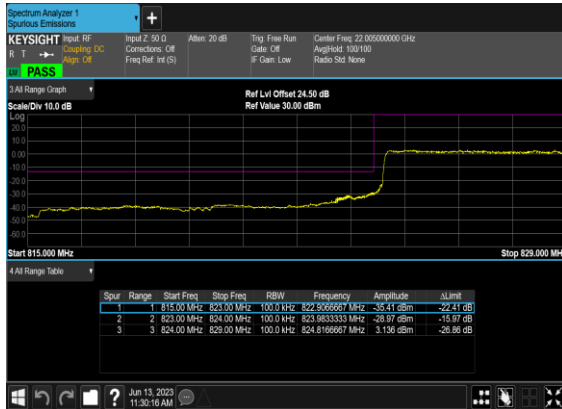 Spectrum Analyzer 1
Spurious Emissions
KEYSIGHT Input: RF
R T Coupling: DC
Align: Off
Input Z: 50 Ω
Corrections: Off
Freq Ref: Int (S)
Atten: 20 dB
Trig: Free Run
Gate: Off
IF Gain: Low
Center Freq: 22.005000000 GHz
Avg|Hold: 100/100
Radio Std: None
PASS
3 All Range Graph
Scale/Div 10.0 dB
Ref Lvl Offset 24.50 dB
Ref Value 30.00 dBm
Log
20.0
10.0
0.00
-10.0
-20.0
-30.0
-40.0
-50.0
-60.0
Start 815.000 MHz
Stop 829.000 MHz
4 All Range Table
Spur Range Start Freq Stop Freq RBW Frequency Amplitude ΔLimit
1 1 815.00 MHz 823.00 MHz 100.0 kHz 822.9066667 MHz -35.41 dBm -22.41 dB
2 2 823.00 MHz 824.00 MHz 100.0 kHz 823.9833333 MHz -28.97 dBm -15.97 dB
3 3 824.00 MHz 829.00 MHz 100.0 kHz 824.8166667 MHz 3.136 dBm -26.86 dB
? Jun 13, 2023
11:30:16 AM